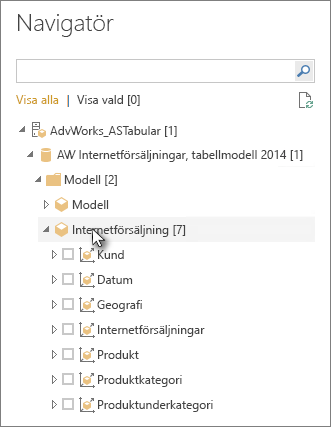 Navigatör
Visa alla | Visa vald [0]
AdvWorks_ASTabular [1]
AW Internetförsäljningar, tabellmodell 2014 [1]
Modell [2]
Modell
Internetförsäljning [7]
Kund
Datum
Geografi
Internetförsäljningar
Produkt
Produktkategori
Produktunderkategori